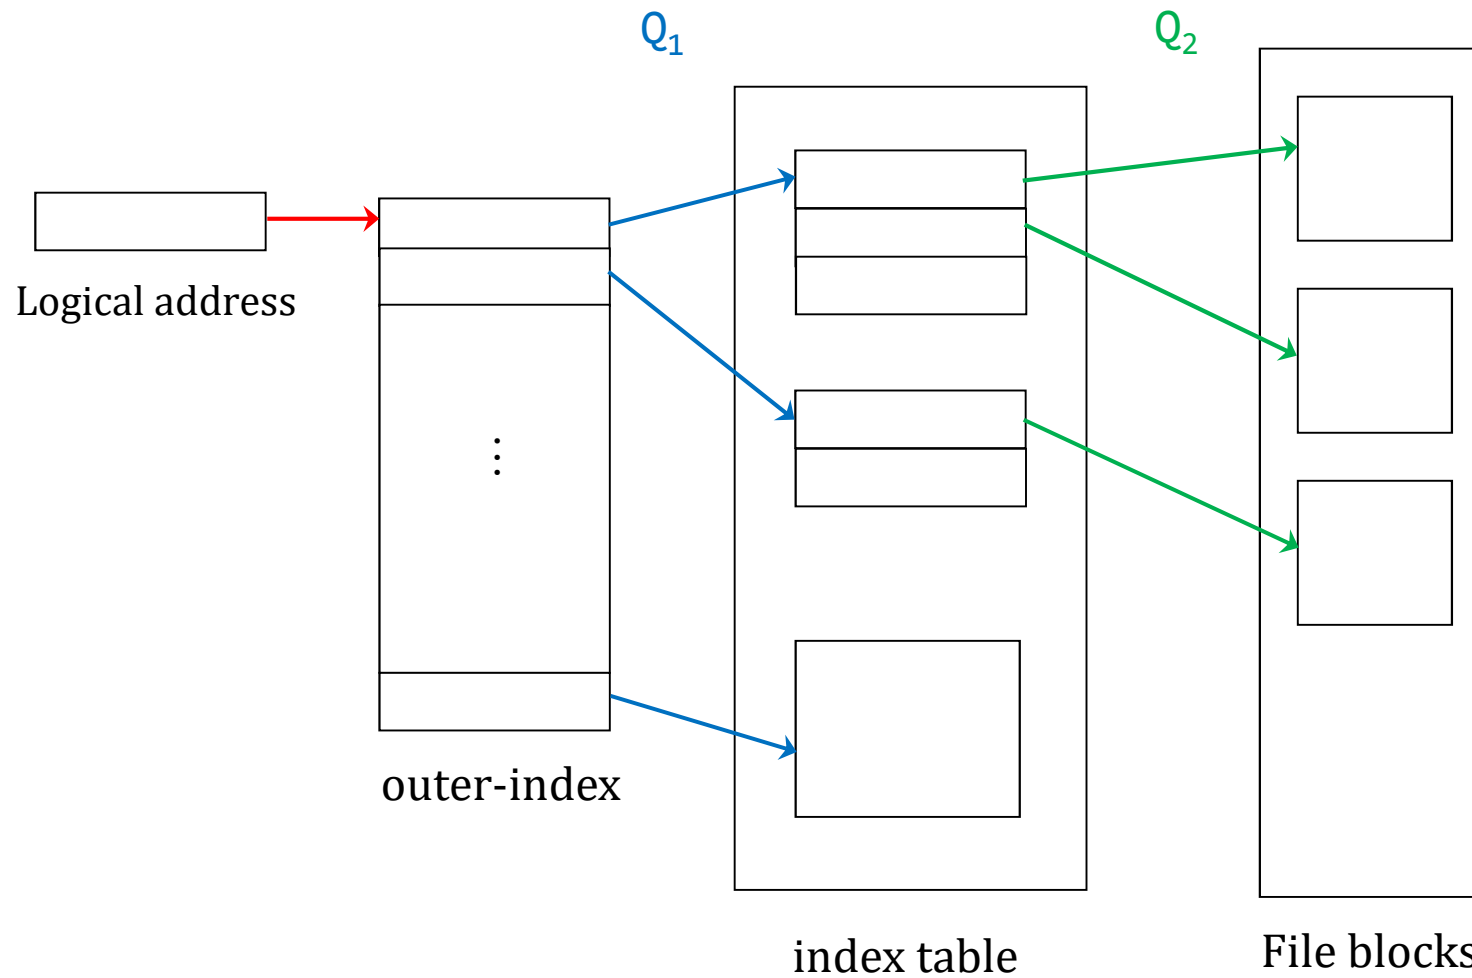 Q₁
Q₂
Logical address
⋮
outer-index
index table
File blocks